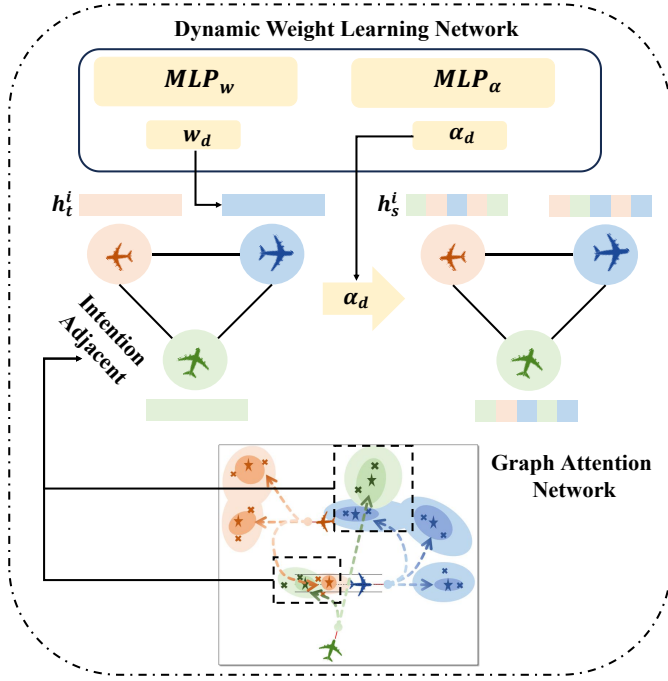 Dynamic Weight Learning Network
MLP_w MLP_α
w_d α_d
h_t^i h_s^i
α_d
Intention
Adjacent
Graph Attention
Network